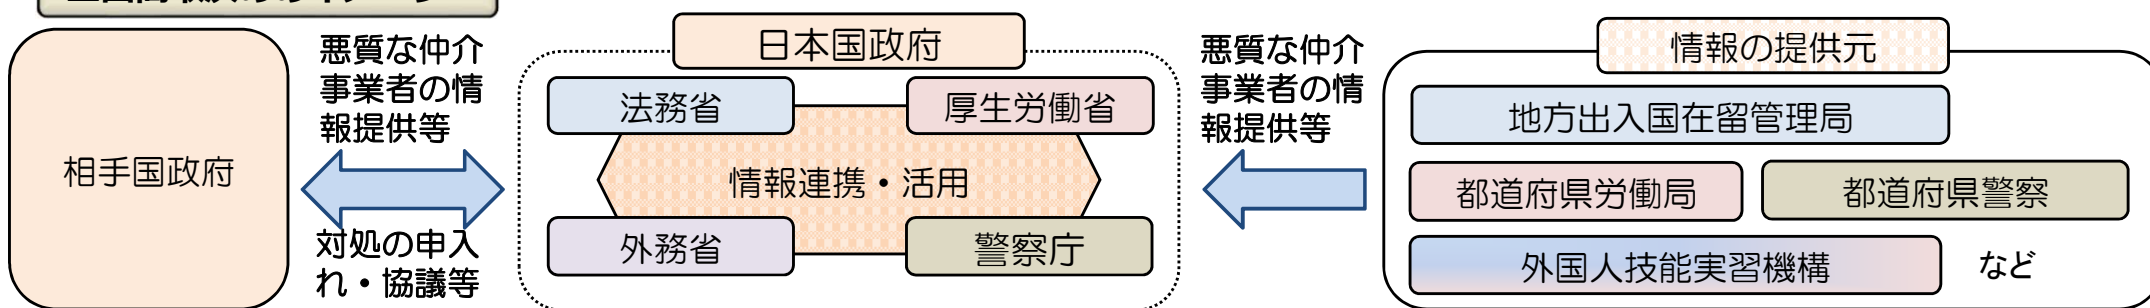 相手国政府
悪質な仲介
事業者の情
報提供等
対処の申入
れ・協議等
日本国政府
法務省
厚生労働省
情報連携・活用
外務省
警察庁
悪質な仲介
事業者の情
報提供等
情報の提供元
地方出入国在留管理局
都道府県労働局
都道府県警察
外国人技能実習機構
など